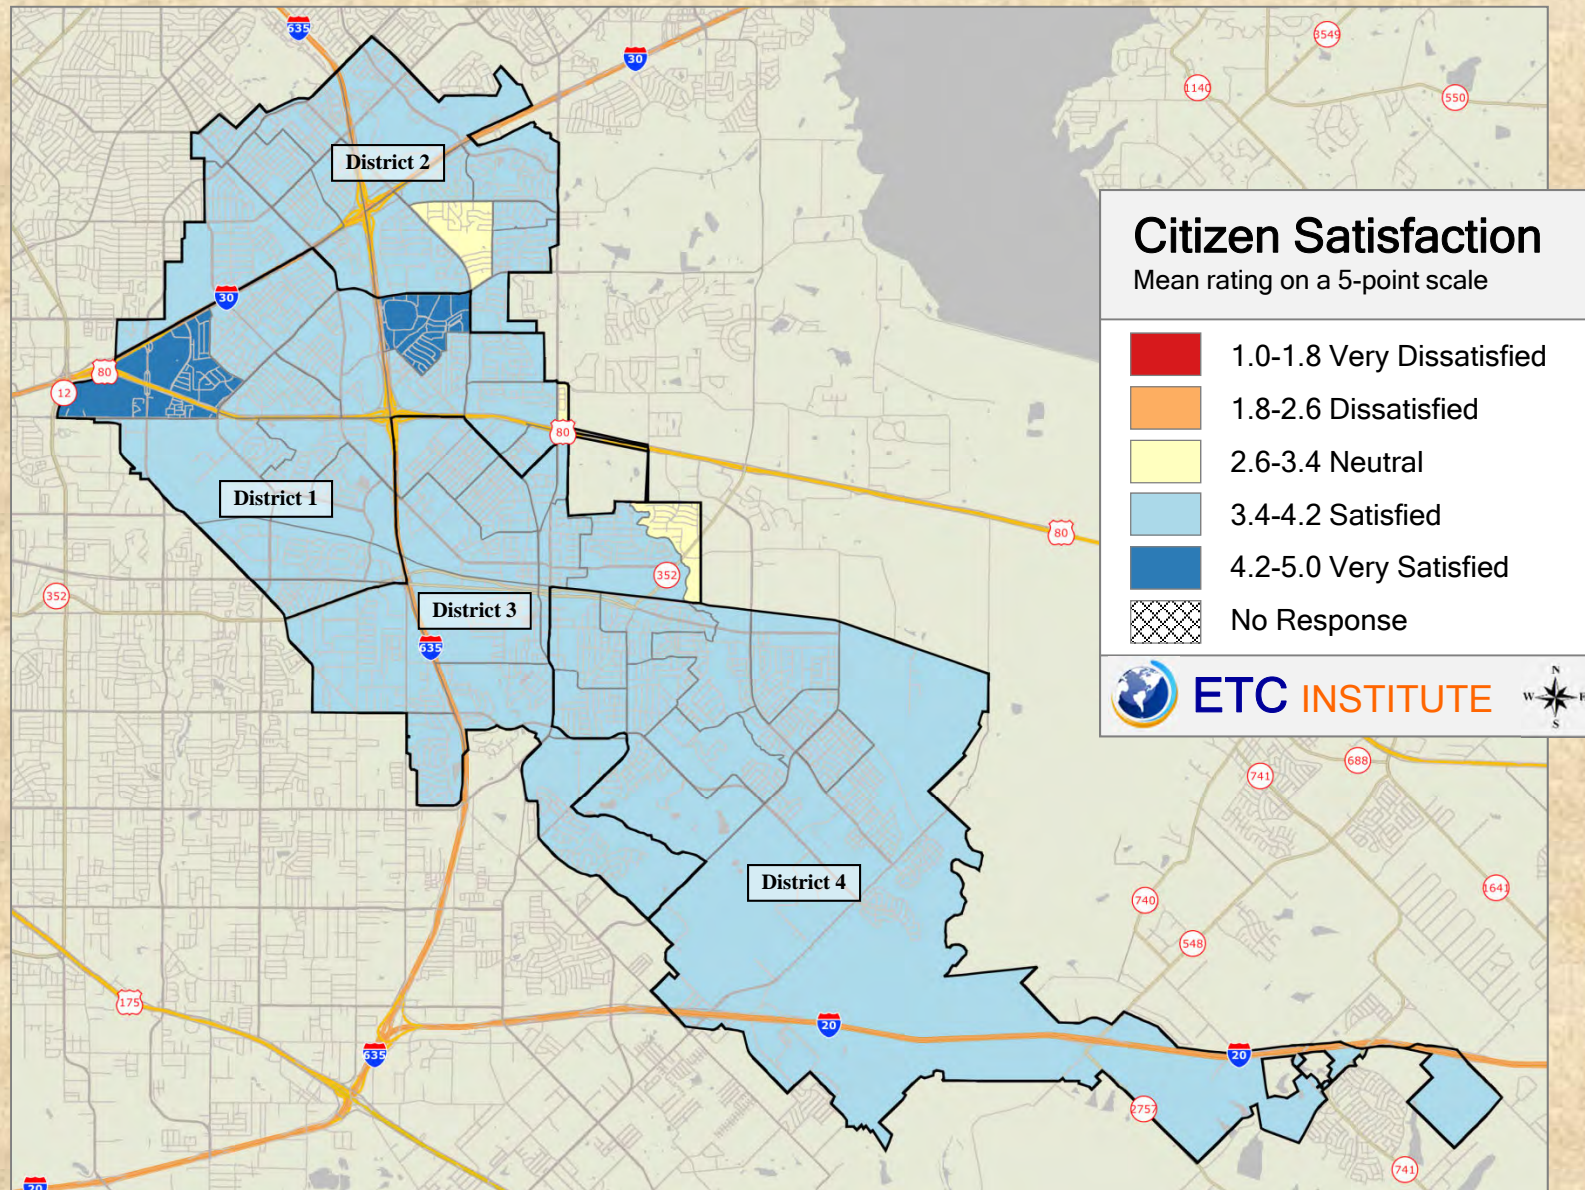 635
30
3549
1140
550
District 2
30
80
12
District 1
80
80
352
352
District 3
635
District 4
175
635
20
20
20
2757
741
741
688
740
548
1641
Citizen Satisfaction
Mean rating on a 5-point scale
1.0-1.8 Very Dissatisfied
1.8-2.6 Dissatisfied
2.6-3.4 Neutral
3.4-4.2 Satisfied
4.2-5.0 Very Satisfied
No Response
ETC INSTITUTE
N
W E
S